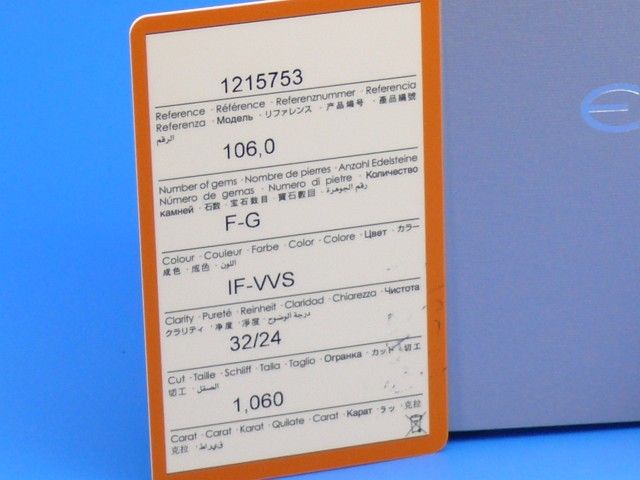 1215753
Reference · Référence · Referenznummer · Referencia
Referenza · Модель · リファレンス · 产品编号 · 產品編號
الرقم
106,0
Number of gems · Nombre de pierres · Anzahl Edelsteine
Número de gemas · Numero di pietre · Количество
камней · 石数 · 宝石数目 · 寶石數目 · رقم الجوهرة
F-G
Colour · Couleur · Farbe · Color · Colore · Цвет · カラー
成色 · 成色 · اللون
IF-VVS
Clarity · Pureté · Reinheit · Claridad · Chiarezza · Чистота
クラリティ · 净度 · 淨度 · درجة الوضوح
32/24
Cut · Taille · Schliff · Talla · Taglio · Огранка · カット · 切工
切工 · الصقل
1,060
Carat · Carat · Karat · Quilate · Carat · Карат · ラッ · 克拉
克拉 · قيراط